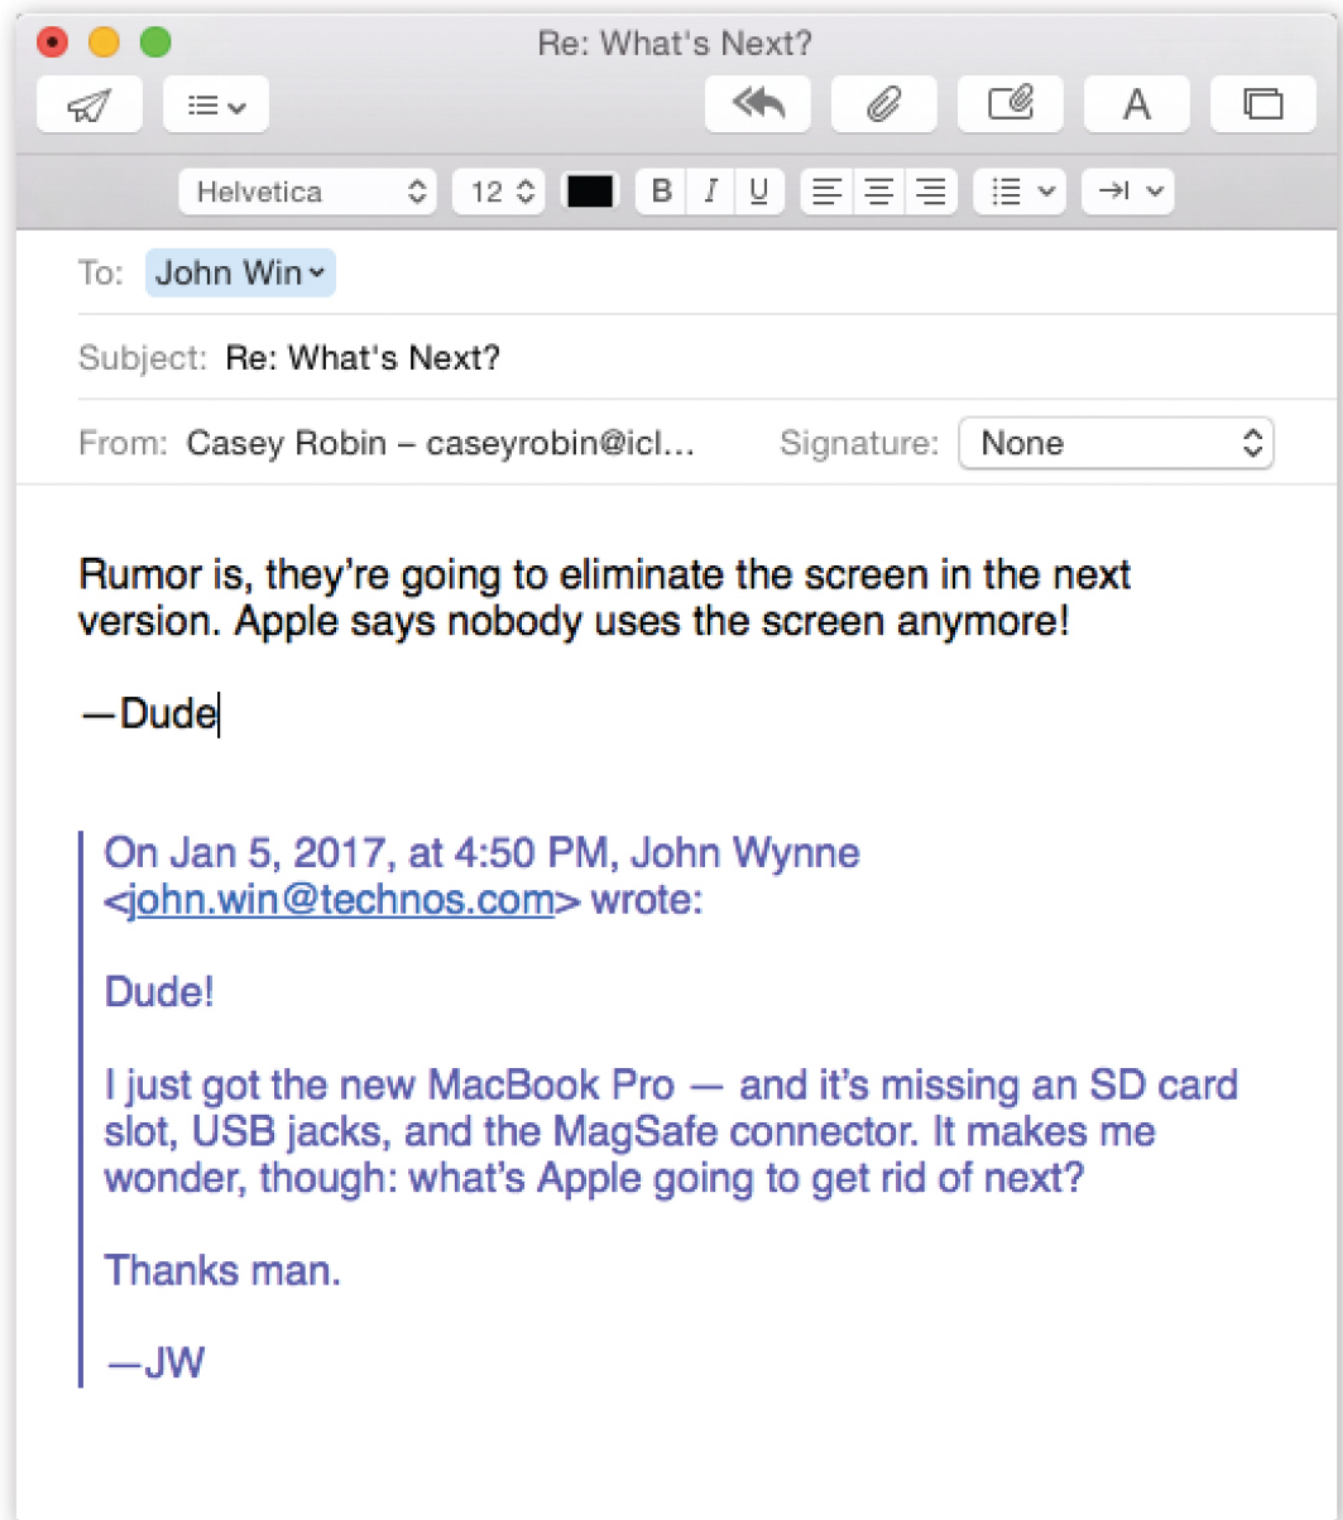 Re: What's Next?
A
Helvetica 12 B I U
To: John Win
Subject: Re: What's Next?
From: Casey Robin – caseyrobin@icl... Signature: None
Rumor is, they’re going to eliminate the screen in the next
version. Apple says nobody uses the screen anymore!
—Dude
On Jan 5, 2017, at 4:50 PM, John Wynne
<john.win@technos.com> wrote:
Dude!
I just got the new MacBook Pro — and it’s missing an SD card
slot, USB jacks, and the MagSafe connector. It makes me
wonder, though: what’s Apple going to get rid of next?
Thanks man.
—JW